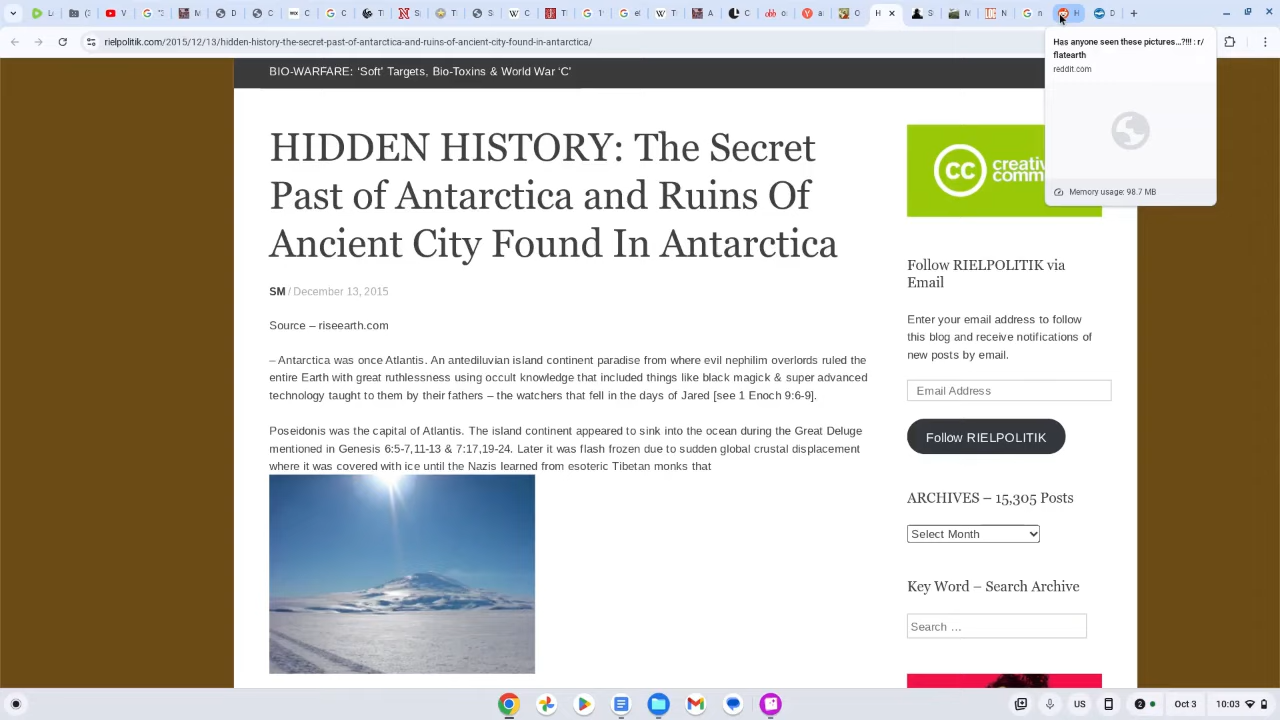 Has anyone seen these pictures…?!!! : r/
flatearth
reddit.com
Memory usage: 98.7 MB
rielpolitik.com/2015/12/13/hidden-history-the-secret-past-of-antarctica-and-ruins-of-ancient-city-found-in-antarctica/
BIO-WARFARE: ‘Soft’ Targets, Bio-Toxins & World War ‘C’
HIDDEN HISTORY: The Secret
Past of Antarctica and Ruins Of
Ancient City Found In Antarctica
SM / December 13, 2015
Source – riseearth.com
– Antarctica was once Atlantis. An antediluvian island continent paradise from where evil nephilim overlords ruled the
entire Earth with great ruthlessness using occult knowledge that included things like black magick & super advanced
technology taught to them by their fathers – the watchers that fell in the days of Jared [see 1 Enoch 9:6-9].
Poseidonis was the capital of Atlantis. The island continent appeared to sink into the ocean during the Great Deluge
mentioned in Genesis 6:5-7,11-13 & 7:17,19-24. Later it was flash frozen due to sudden global crustal displacement
where it was covered with ice until the Nazis learned from esoteric Tibetan monks that
cc creativ
comm
Follow RIELPOLITIK via
Email
Enter your email address to follow
this blog and receive notifications of
new posts by email.
Email Address
Follow RIELPOLITIK
ARCHIVES – 15,305 Posts
Select Month
Key Word – Search Archive
Search …
US
2
Oct 3
10:03